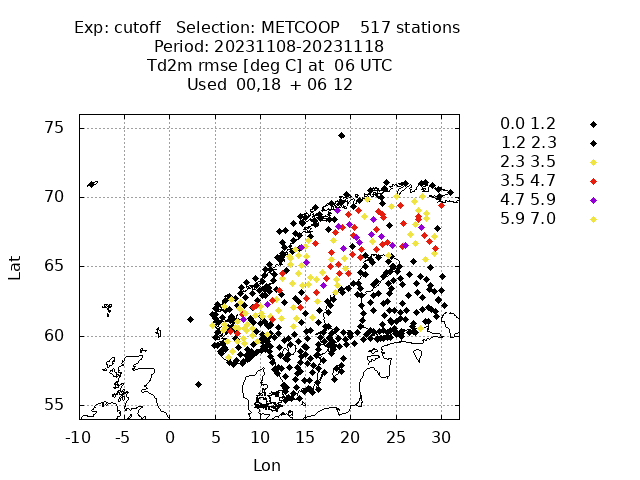 Exp: cutoff   Selection: METCOOP    517 stations
Period: 20231108-20231118
Td2m rmse [deg C] at  06 UTC
Used  00,18  + 06 12
0.0 1.2
1.2 2.3
2.3 3.5
3.5 4.7
4.7 5.9
5.9 7.0
75
70
65
60
55
Lat
-10 -5 0 5 10 15 20 25 30
Lon